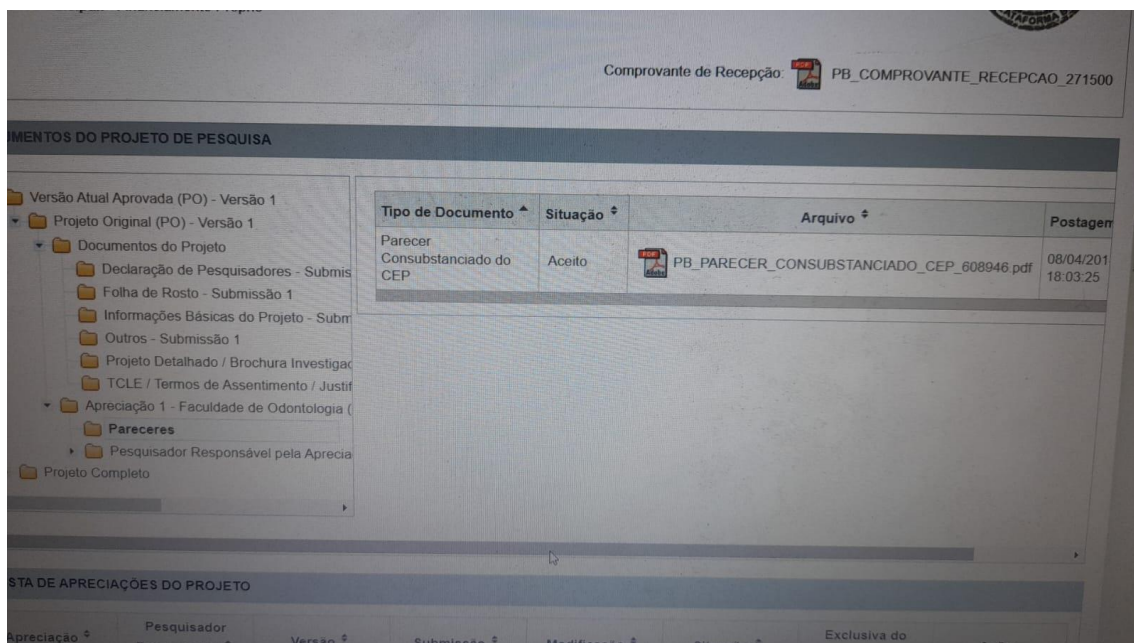 PLATAFORMA
Comprovante de Recepção: PB_COMPROVANTE_RECEPCAO_271500
MENTOS DO PROJETO DE PESQUISA
Versão Atual Aprovada (PO) - Versão 1
Projeto Original (PO) - Versão 1
Documentos do Projeto
Declaração de Pesquisadores - Submis
Folha de Rosto - Submissão 1
Informações Básicas do Projeto - Subm
Outros - Submissão 1
Projeto Detalhado / Brochura Investigad
TCLE / Termos de Assentimento / Justif
Apreciação 1 - Faculdade de Odontologia (
Pareceres
Pesquisador Responsável pela Aprecia
Projeto Completo
Tipo de Documento Situação Arquivo Postagem
Parecer
Consubstanciado do
CEP
Aceito
PB_PARECER_CONSUBSTANCIADO_CEP_608946.pdf
08/04/201
18:03:25
STA DE APRECIAÇÕES DO PROJETO
Apreciação
Pesquisador
Versão
Submissão
Modificação
Exclusiva do